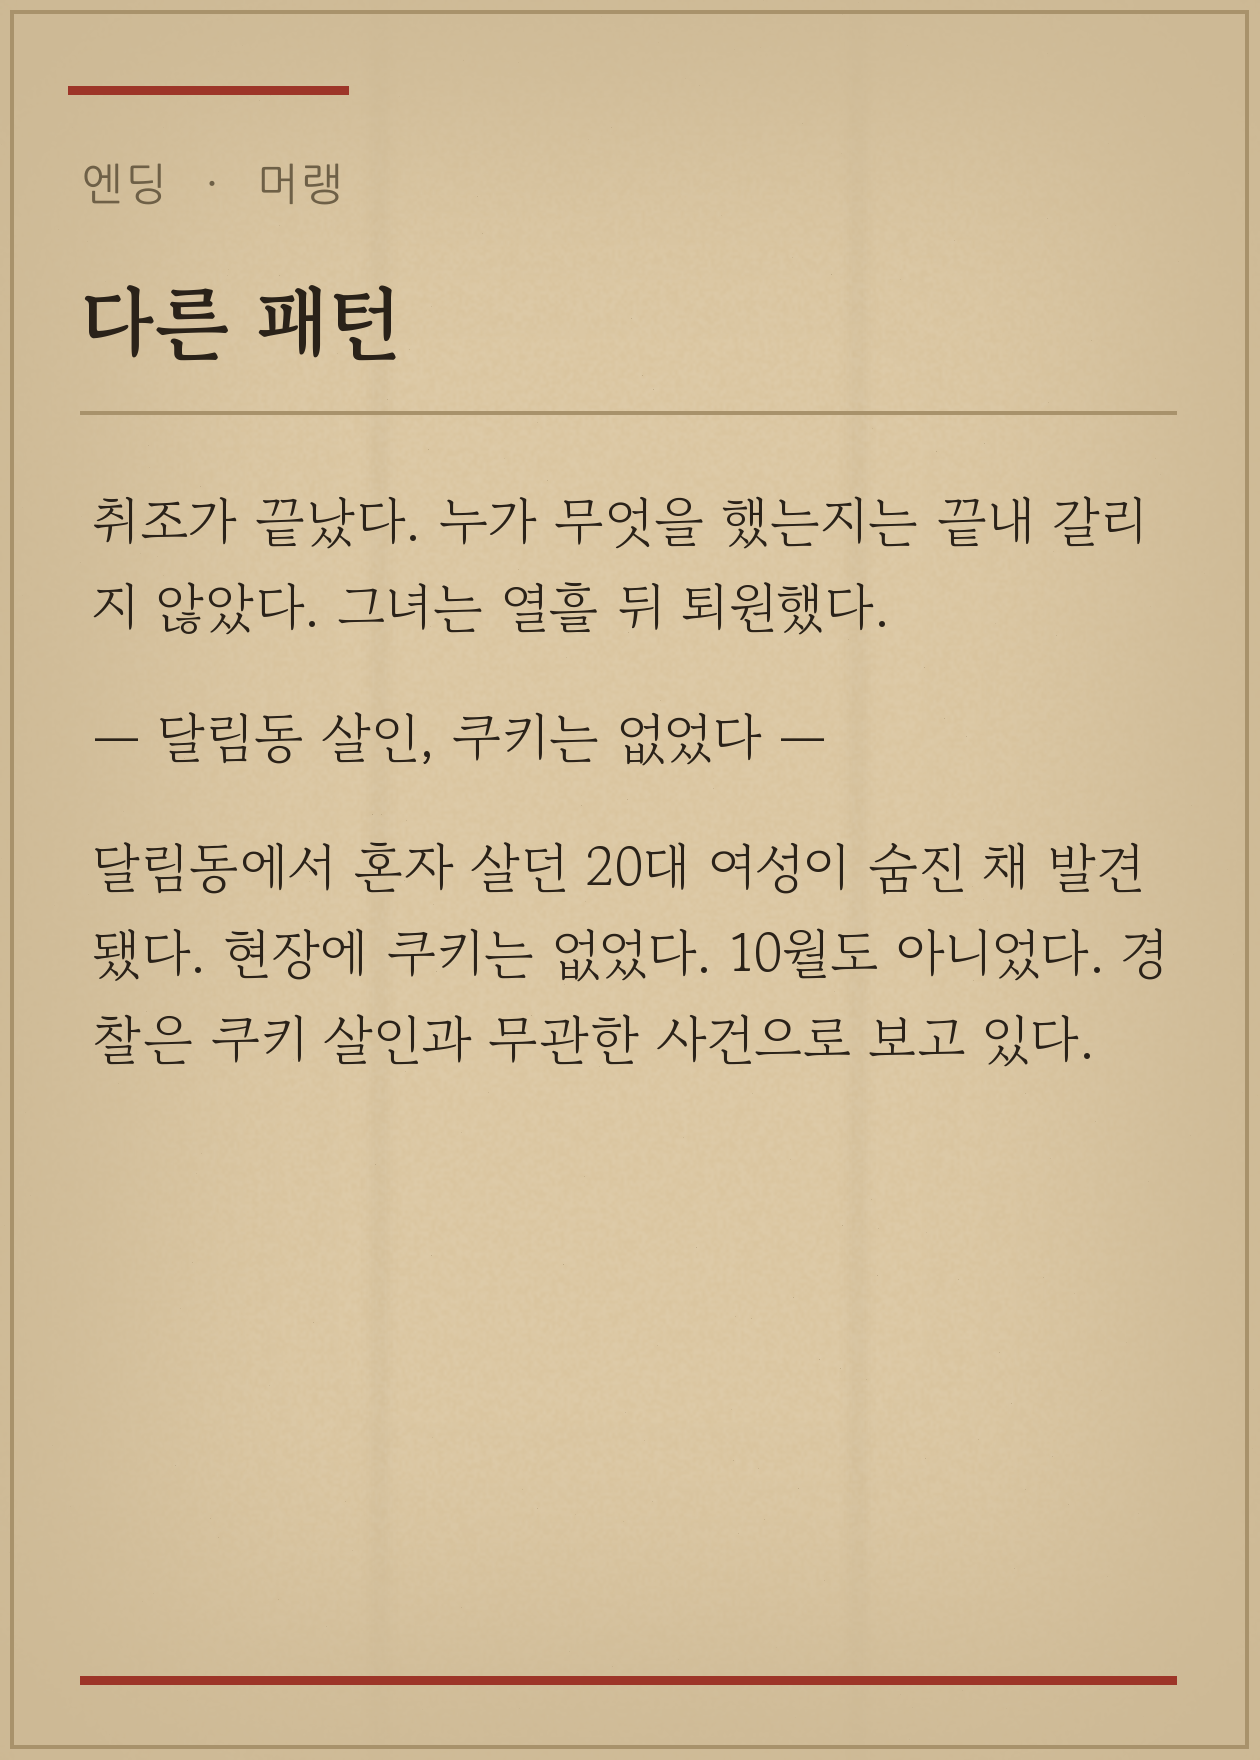 엔딩 · 머랭
다른 패턴
취조가 끝났다. 누가 무엇을 했는지는 끝내 갈리
지 않았다. 그녀는 열흘 뒤 퇴원했다.
— 달림동 살인, 쿠키는 없었다 —
달림동에서 혼자 살던 20대 여성이 숨진 채 발견
됐다. 현장에 쿠키는 없었다. 10월도 아니었다. 경
찰은 쿠키 살인과 무관한 사건으로 보고 있다.